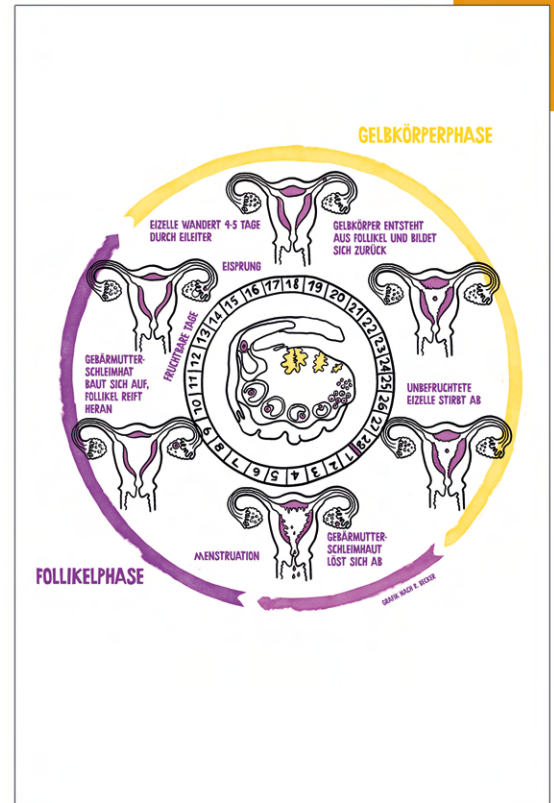 GELBKÖRPERPHASE
EIZELLE WANDERT 4-5 TAGE
DURCH EILEITER
GELBKÖRPER ENTSTEHT
AUS FOLLIKEL UND BILDET
SICH ZURÜCK
EISPRUNG
FRUCHTBARE TAGE
1 2 3 4 5 6 7 8 9 10 11 12 13 14 15 16 17 18 19 20 21 22 23 24 25 26 27 28
GEBÄRMUTTER-
SCHLEIMHAT
BAUT SICH AUF,
FOLLIKEL REIFT
HERAN
UNBEFRUCHTETE
EIZELLE STIRBT AB
MENSTRUATION
GEBÄRMUTTER-
SCHLEIMHAUT
LÖST SICH AB
FOLLIKELPHASE
GRAFIK NACH R. BECKER